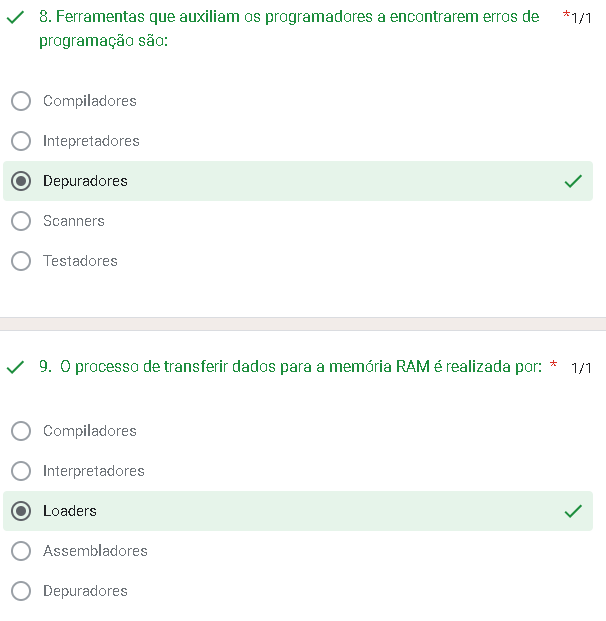 8. Ferramentas que auxiliam os programadores a encontrarem erros de *1/1
programação são:
Compiladores
Intepretadores
Depuradores
Scanners
Testadores
9. O processo de transferir dados para a memória RAM é realizada por: * 1/1
Compiladores
Interpretadores
Loaders
Assembladores
Depuradores